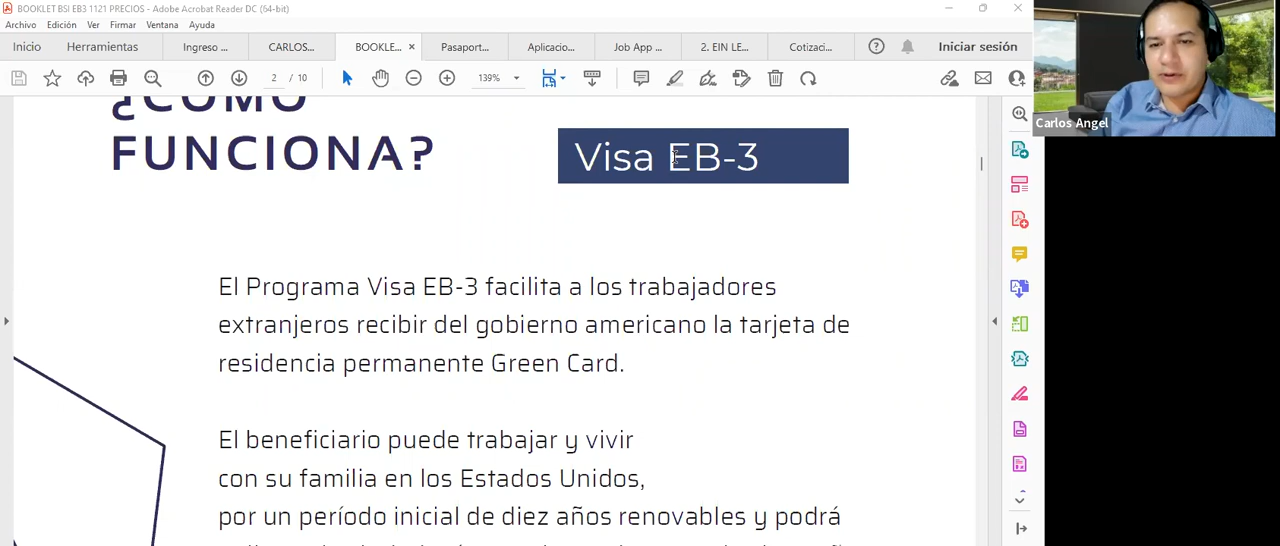 BOOKLET BSI EB3 1121 PRECIOS - Adobe Acrobat Reader DC (64-bit)
Archivo Edición Ver Firmar Ventana Ayuda
Inicio Herramientas Ingreso ... CARLOS... BOOKLE... × Pasaport... Aplicacio... Job App ... 2. EIN LE... Cotizaci... Iniciar sesión
2 / 10 139%
Carlos Angel
¿CÓMO
FUNCIONA?
Visa EB-3
El Programa Visa EB-3 facilita a los trabajadores
extranjeros recibir del gobierno americano la tarjeta de
residencia permanente Green Card.
El beneficiario puede trabajar y vivir
con su familia en los Estados Unidos,
por un período inicial de diez años renovables y podrá